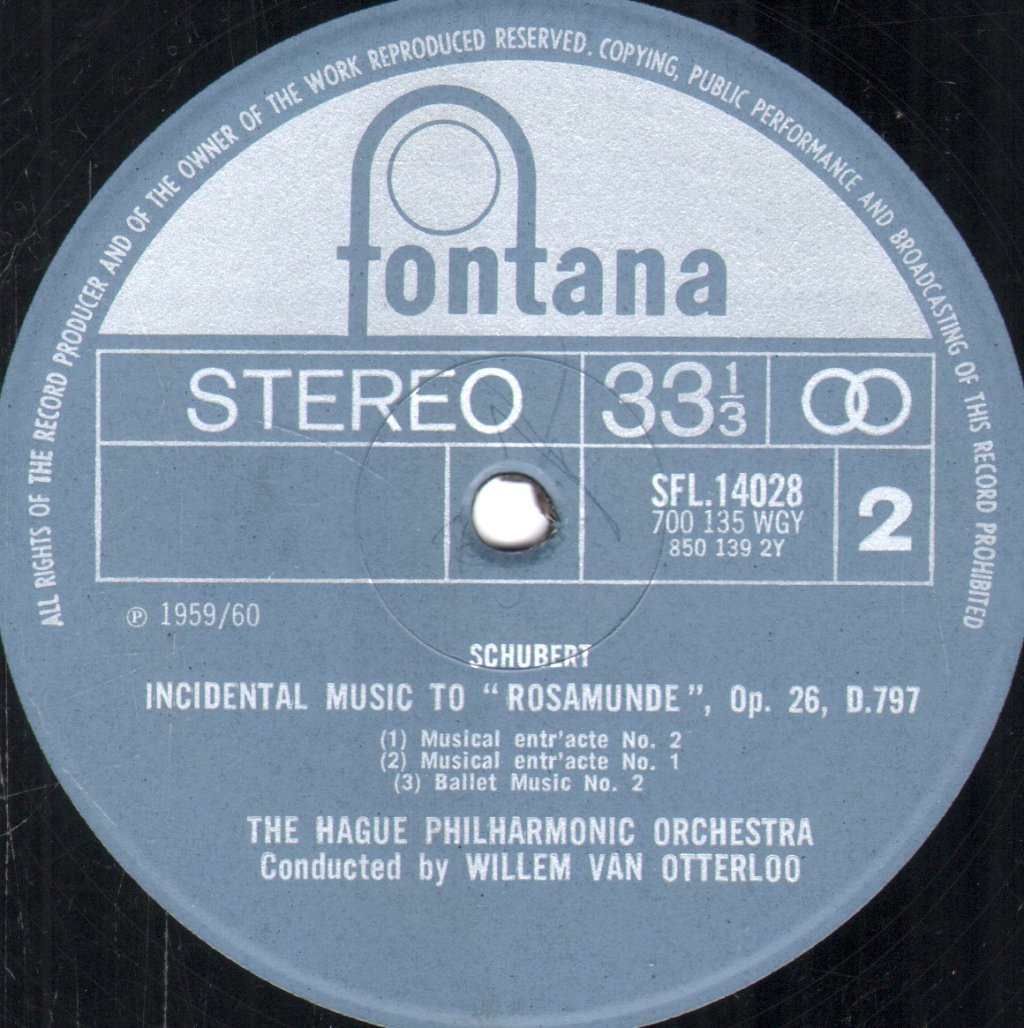 ALL RIGHTS OF THE RECORD PRODUCER AND OF THE OWNER OF THE WORK REPRODUCED RESERVED. COPYING, PUBLIC PERFORMANCE AND BROADCASTING OF THIS RECORD PROHIBITED
fontana
STEREO 33 1/3
SFL.14028
700 135 WGY
850 139 2Y
2
℗ 1959/60
SCHUBERT
INCIDENTAL MUSIC TO “ROSAMUNDE”, Op. 26, D.797
(1) Musical entr'acte No. 2
(2) Musical entr'acte No. 1
(3) Ballet Music No. 2
THE HAGUE PHILHARMONIC ORCHESTRA
Conducted by WILLEM VAN OTTERLOO